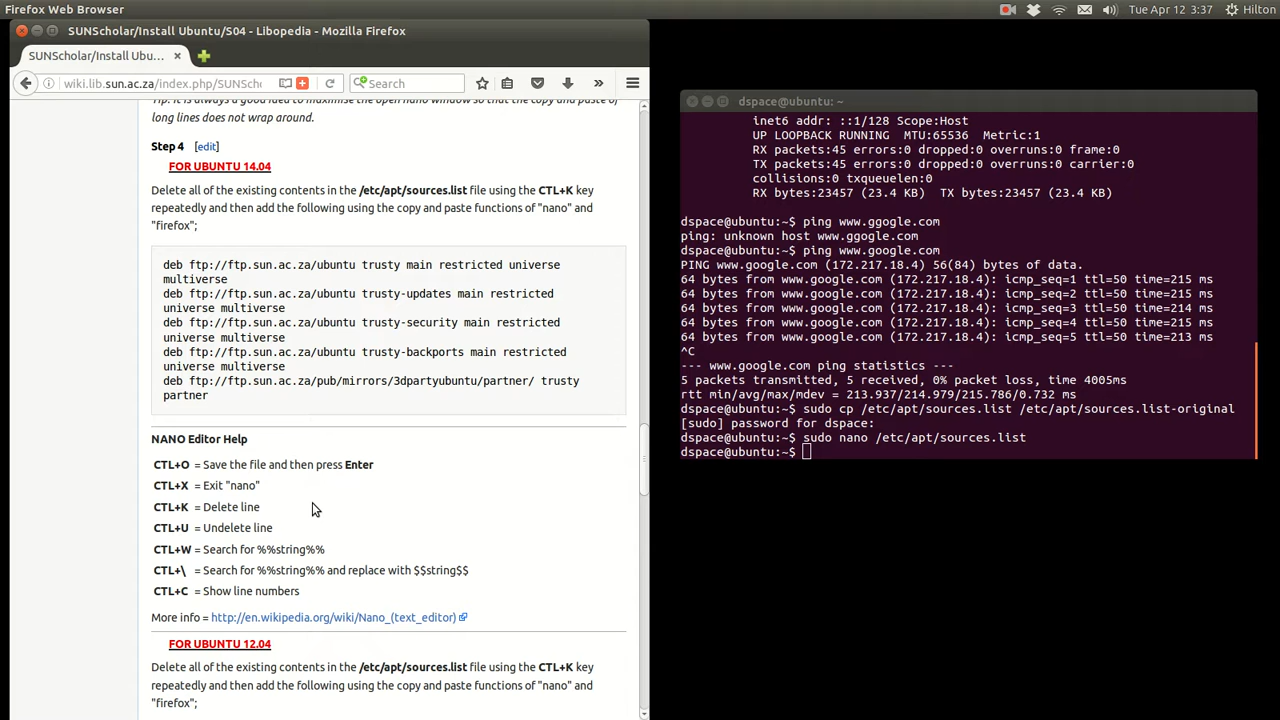 Firefox Web Browser
Tue Apr 12 3:37
Hilton
SUNScholar/Install Ubuntu/S04 - Libopedia - Mozilla Firefox
SUNScholar/Install Ubu...
wiki.lib.sun.ac.za/index.php/SUNSch
Search
Tip: It is always a good idea to maximise the open nano window so that the copy and paste of
long lines does not wrap around.
Step 4 [edit]
FOR UBUNTU 14.04
Delete all of the existing contents in the /etc/apt/sources.list file using the CTL+K key
repeatedly and then add the following using the copy and paste functions of "nano" and
"firefox";
deb ftp://ftp.sun.ac.za/ubuntu trusty main restricted universe
multiverse
deb ftp://ftp.sun.ac.za/ubuntu trusty-updates main restricted
universe multiverse
deb ftp://ftp.sun.ac.za/ubuntu trusty-security main restricted
universe multiverse
deb ftp://ftp.sun.ac.za/ubuntu trusty-backports main restricted
universe multiverse
deb ftp://ftp.sun.ac.za/pub/mirrors/3dpartyubuntu/partner/ trusty
partner
NANO Editor Help
CTL+O = Save the file and then press Enter
CTL+X = Exit "nano"
CTL+K = Delete line
CTL+U = Undelete line
CTL+W = Search for %%string%%
CTL+\ = Search for %%string%% and replace with $$string$$
CTL+C = Show line numbers
More info = http://en.wikipedia.org/wiki/Nano_(text_editor)
FOR UBUNTU 12.04
Delete all of the existing contents in the /etc/apt/sources.list file using the CTL+K key
repeatedly and then add the following using the copy and paste functions of "nano" and
"firefox";
dspace@ubuntu: ~
inet6 addr: ::1/128 Scope:Host
UP LOOPBACK RUNNING MTU:65536 Metric:1
RX packets:45 errors:0 dropped:0 overruns:0 frame:0
TX packets:45 errors:0 dropped:0 overruns:0 carrier:0
collisions:0 txqueuelen:0
RX bytes:23457 (23.4 KB) TX bytes:23457 (23.4 KB)
dspace@ubuntu:~$ ping www.ggogle.com
ping: unknown host www.ggogle.com
dspace@ubuntu:~$ ping www.google.com
PING www.google.com (172.217.18.4) 56(84) bytes of data.
64 bytes from www.google.com (172.217.18.4): icmp_seq=1 ttl=50 time=215 ms
64 bytes from www.google.com (172.217.18.4): icmp_seq=2 ttl=50 time=215 ms
64 bytes from www.google.com (172.217.18.4): icmp_seq=3 ttl=50 time=214 ms
64 bytes from www.google.com (172.217.18.4): icmp_seq=4 ttl=50 time=215 ms
64 bytes from www.google.com (172.217.18.4): icmp_seq=5 ttl=50 time=213 ms
^C
--- www.google.com ping statistics ---
5 packets transmitted, 5 received, 0% packet loss, time 4005ms
rtt min/avg/max/mdev = 213.937/214.979/215.786/0.732 ms
dspace@ubuntu:~$ sudo cp /etc/apt/sources.list /etc/apt/sources.list-original
[sudo] password for dspace:
dspace@ubuntu:~$ sudo nano /etc/apt/sources.list
dspace@ubuntu:~$